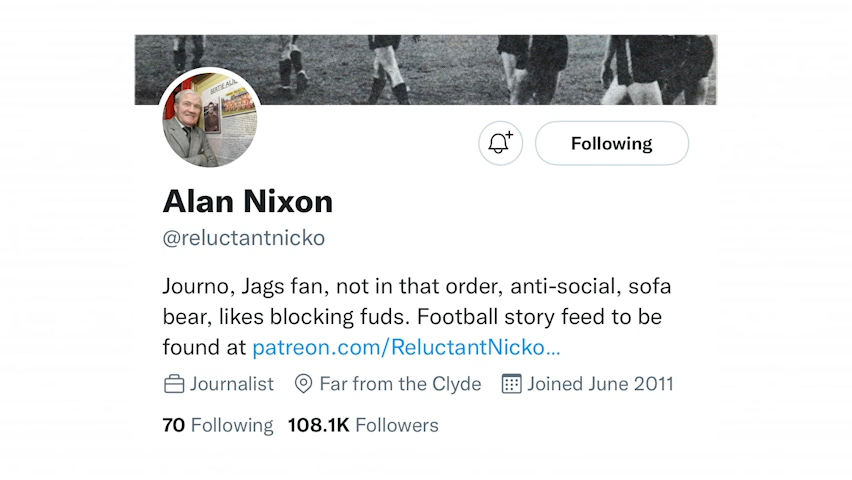 BERTIE AULD
Following
Alan Nixon
@reluctantnicko
Journo, Jags fan, not in that order, anti-social, sofa
bear, likes blocking fuds. Football story feed to be
found at patreon.com/ReluctantNicko…
Journalist Far from the Clyde Joined June 2011
70 Following 108.1K Followers